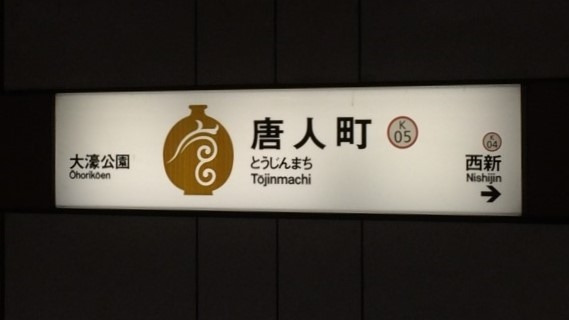 大濠公園
Ōhorikōen
唐人町
K
05
とうじんまち
Tōjinmachi
K
04
西新
Nishijin
→